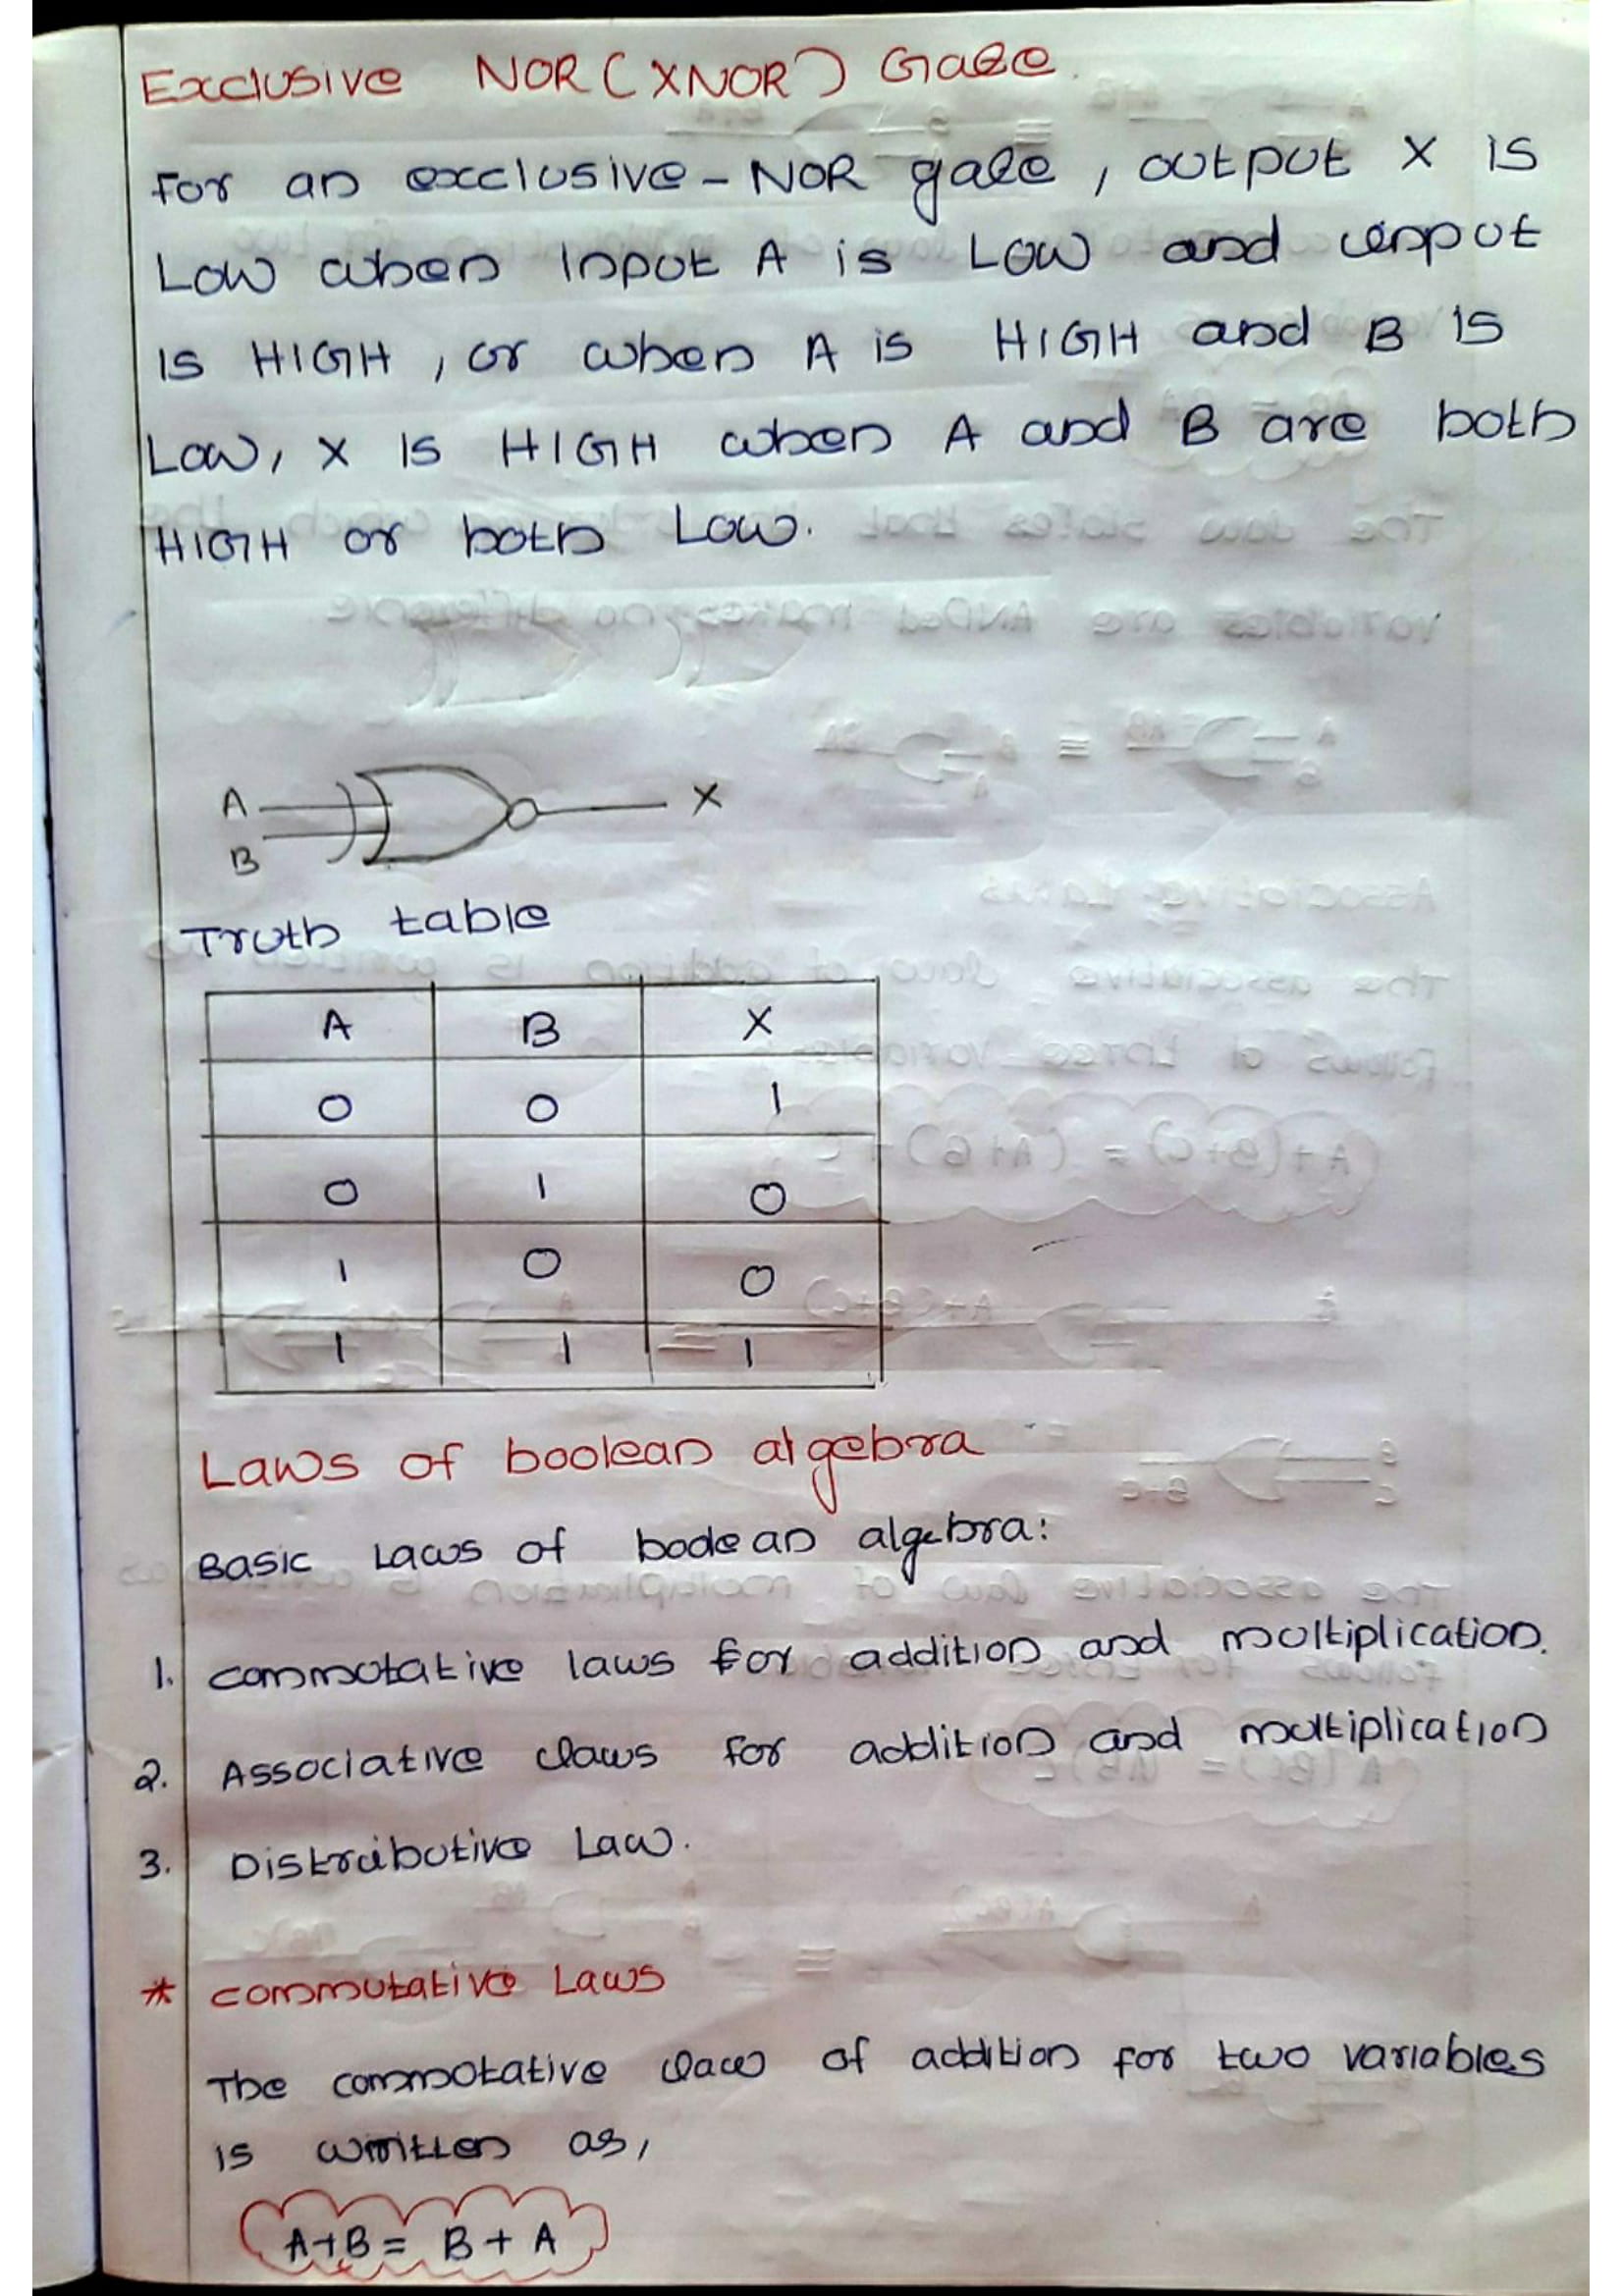 Exclusive NOR (XNOR) Gate.
For an exclusive - NOR gate, output X is
Low when Input A is Low and input
is HIGH, or when A is HIGH and B is
Low, X is HIGH when A and B are both
HIGH or both Low.
A X
B
Truth table
A B X
0 0 1
0 1 0
1 0 0
1 1 1
Laws of boolean algebra
Basic Laws of boolean algebra:
1. commutative laws for addition and multiplication.
2. Associative laws for addition and multiplication
3. Distributive Law.
* commutative Laws
The commutative law of addition for two variables
is written as,
A+B = B + A